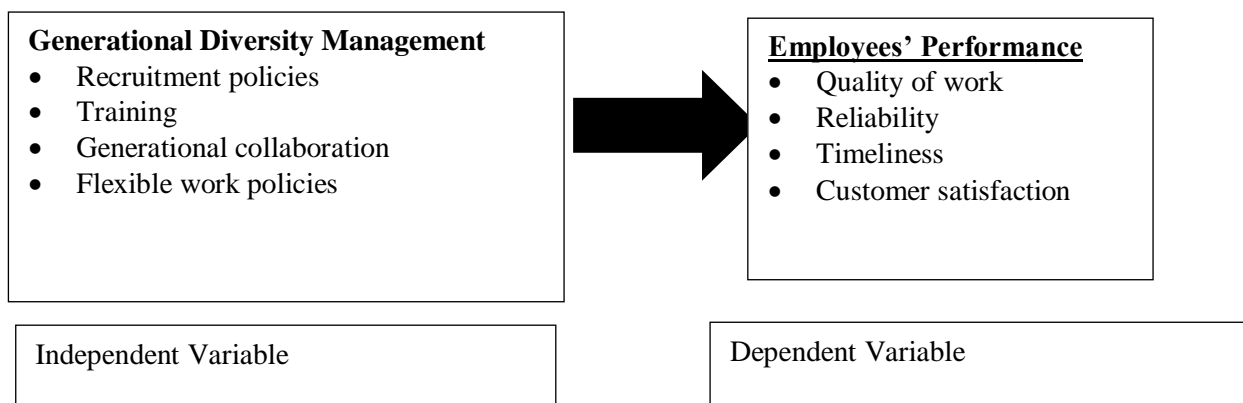 Generational Diversity Management
• Recruitment policies
• Training
• Generational collaboration
• Flexible work policies
Employees’ Performance
• Quality of work
• Reliability
• Timeliness
• Customer satisfaction
Independent Variable
Dependent Variable